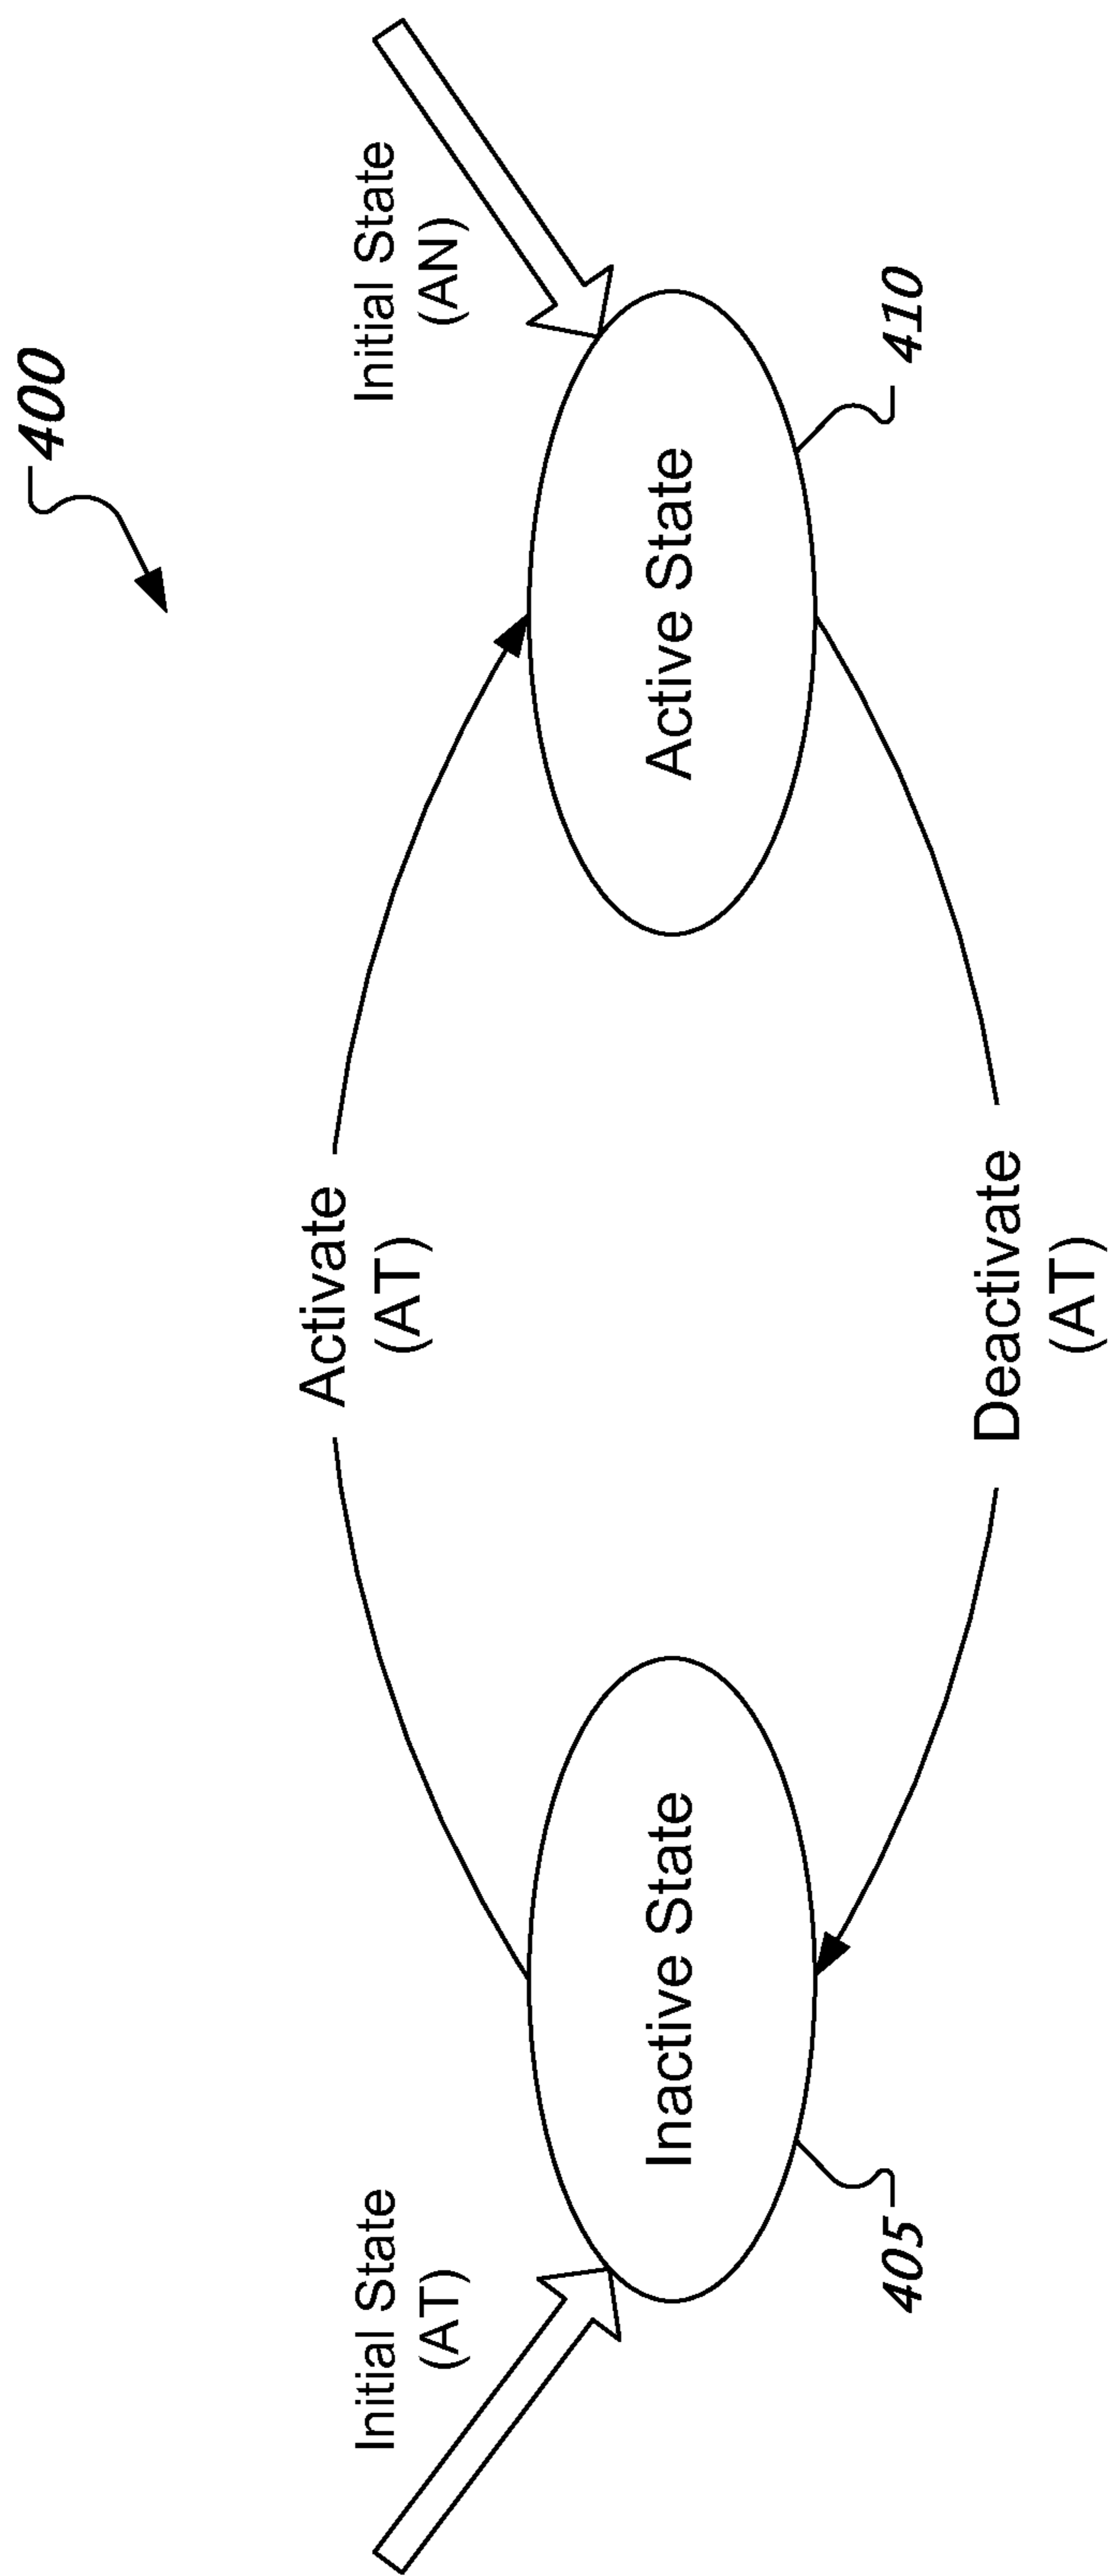 400
Initial State
(AT)
Activate
(AT)
Initial State
(AN)
Inactive State
Active State
405
410
Deactivate
(AT)